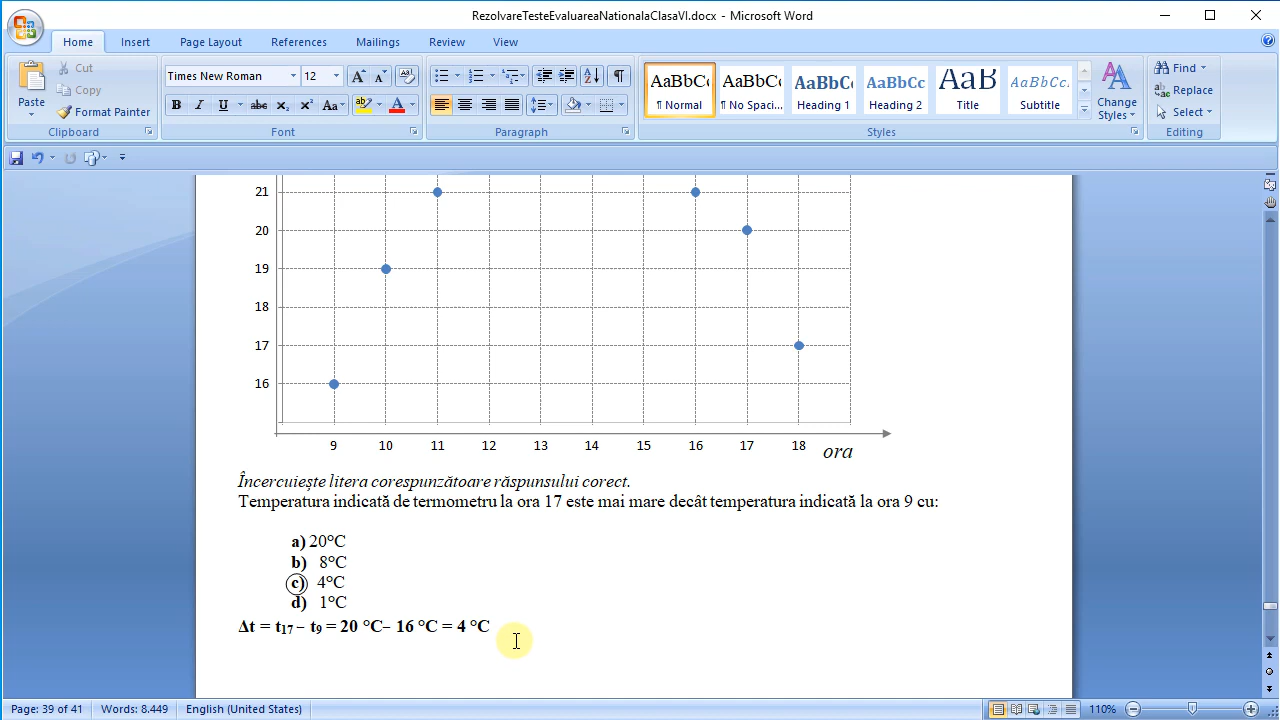 RezolvareTesteEvaluareaNationalaClasaVI.docx - Microsoft Word
Home Insert Page Layout References Mailings Review View
Paste Cut Copy Format Painter Clipboard
Times New Roman 12 Font
Paragraph
AaBbCc ¶ Normal AaBbCc ¶ No Spaci... AaBbCc Heading 1 AaBbCc Heading 2 AaB Title AaBbCc Subtitle Change Styles Styles
Find Replace Select Editing
21
20
19
18
17
16
9 10 11 12 13 14 15 16 17 18
ora
Încercuiește litera corespunzătoare răspunsului corect.
Temperatura indicată de termometru la ora 17 este mai mare decât temperatura indicată la ora 9 cu:
a) 20°C
b) 8°C
c) 4°C
d) 1°C
Δt = t₁₇ – t₉ = 20 °C– 16 °C = 4 °C
Page: 39 of 41 Words: 8.449 English (United States) 110%